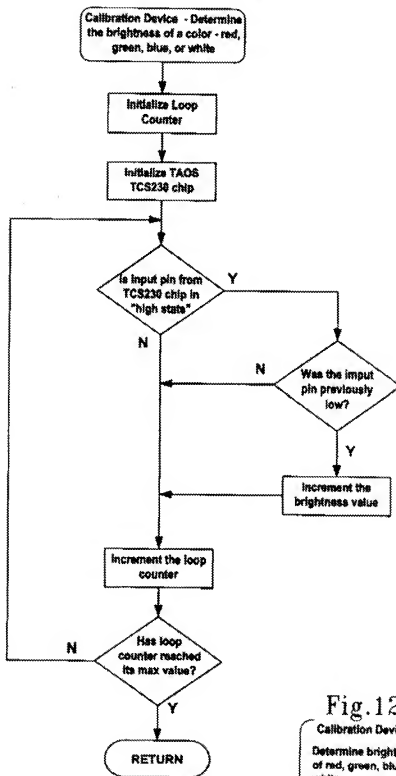 Calibration Device - Determine
the brightness of a color - red,
green, blue, or white
Initialize Loop
Counter
Initialize TAOS
TCS230 chip
Is input pin from
TCS230 chip in
"high state"
Y
N
Was the imput
pin previously
low?
N
Y
Increment the
brightness value
Increment the loop
counter
Has loop
counter reached
its max value?
N
Y
RETURN
Fig.12
Calibration Devi
Determine bright
of red, green, blu